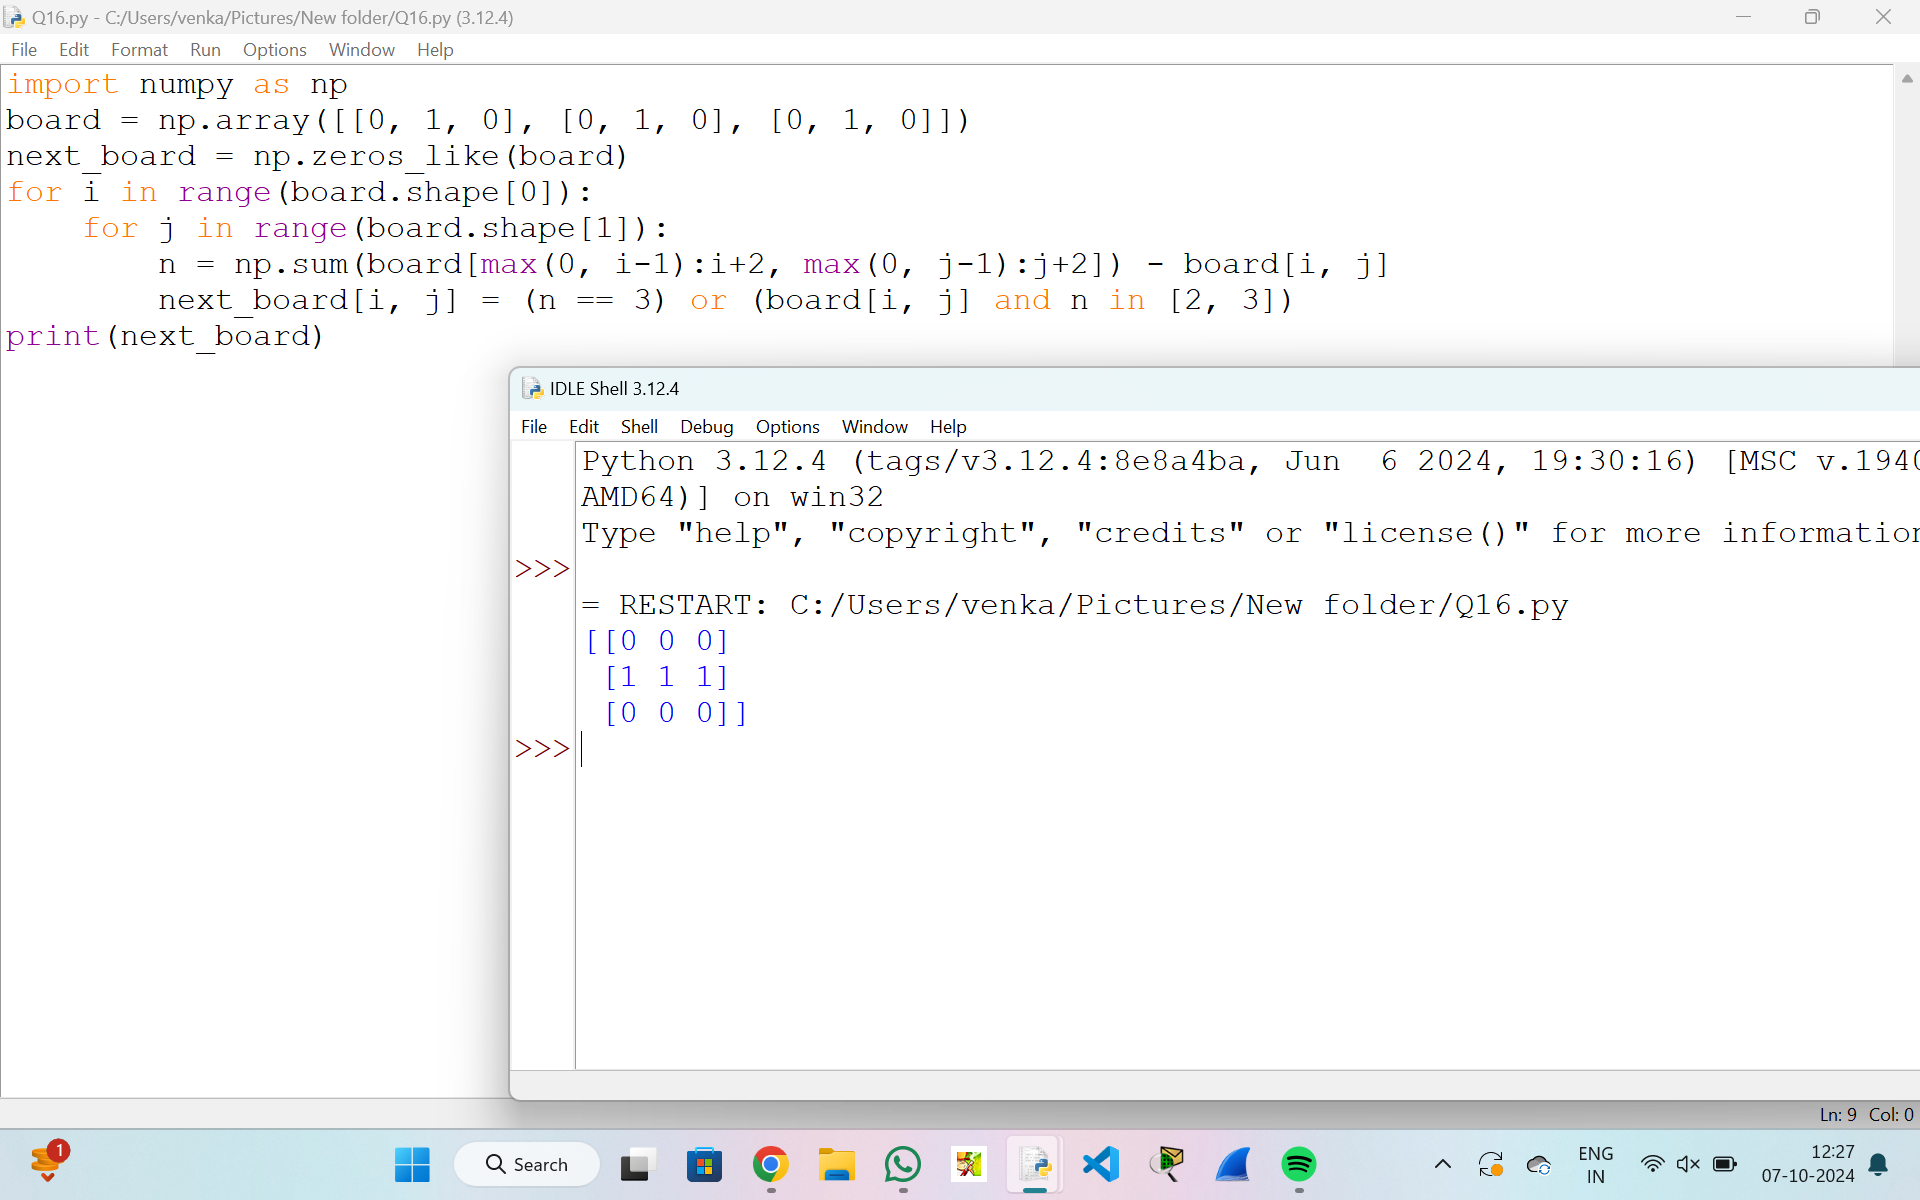 Q16.py - C:/Users/venka/Pictures/New folder/Q16.py (3.12.4)
File Edit Format Run Options Window Help
import numpy as np
board = np.array([[0, 1, 0], [0, 1, 0], [0, 1, 0]])
next_board = np.zeros_like(board)
for i in range(board.shape[0]):
    for j in range(board.shape[1]):
        n = np.sum(board[max(0, i-1):i+2, max(0, j-1):j+2]) - board[i, j]
        next_board[i, j] = (n == 3) or (board[i, j] and n in [2, 3])
print(next_board)
IDLE Shell 3.12.4
File Edit Shell Debug Options Window Help
Python 3.12.4 (tags/v3.12.4:8e8a4ba, Jun  6 2024, 19:30:16) [MSC v.1940
AMD64)] on win32
Type "help", "copyright", "credits" or "license()" for more information
>>>
= RESTART: C:/Users/venka/Pictures/New folder/Q16.py
[[0 0 0]
 [1 1 1]
 [0 0 0]]
>>>
Ln: 9 Col: 0
1
Search
ENG
IN
12:27
07-10-2024